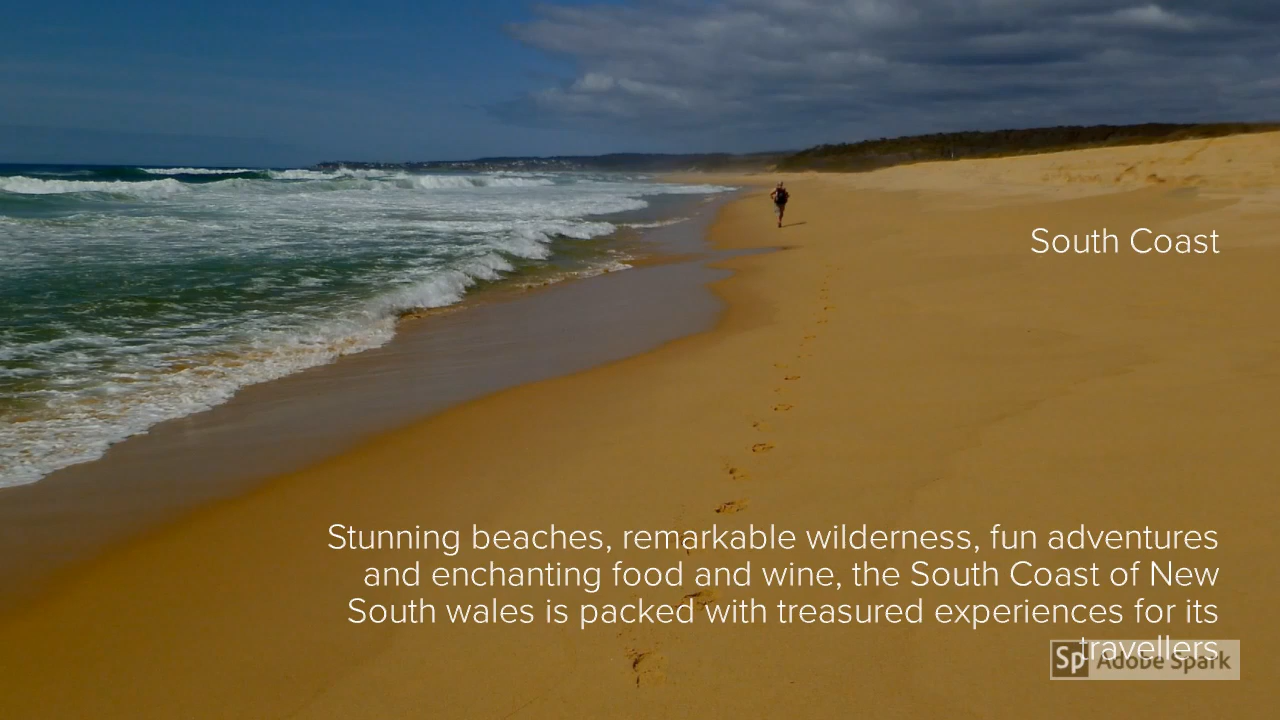 South Coast
Stunning beaches, remarkable wilderness, fun adventures
and enchanting food and wine, the South Coast of New
South wales is packed with treasured experiences for its
travellers
Sp Adobe Spark